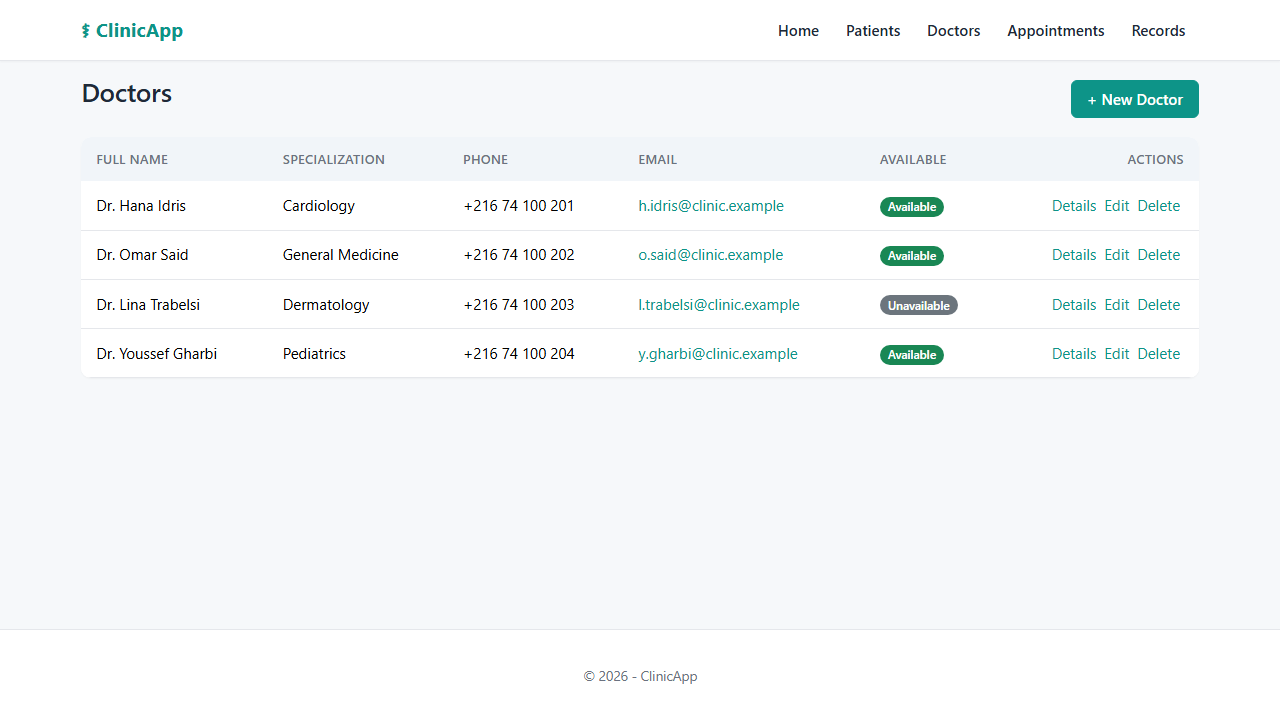 ⚕ ClinicApp Home Patients Doctors Appointments Records
Doctors
+ New Doctor
FULL NAME SPECIALIZATION PHONE EMAIL AVAILABLE ACTIONS
Dr. Hana Idris Cardiology +216 74 100 201 h.idris@clinic.example Available Details Edit Delete
Dr. Omar Said General Medicine +216 74 100 202 o.said@clinic.example Available Details Edit Delete
Dr. Lina Trabelsi Dermatology +216 74 100 203 l.trabelsi@clinic.example Unavailable Details Edit Delete
Dr. Youssef Gharbi Pediatrics +216 74 100 204 y.gharbi@clinic.example Available Details Edit Delete
© 2026 - ClinicApp